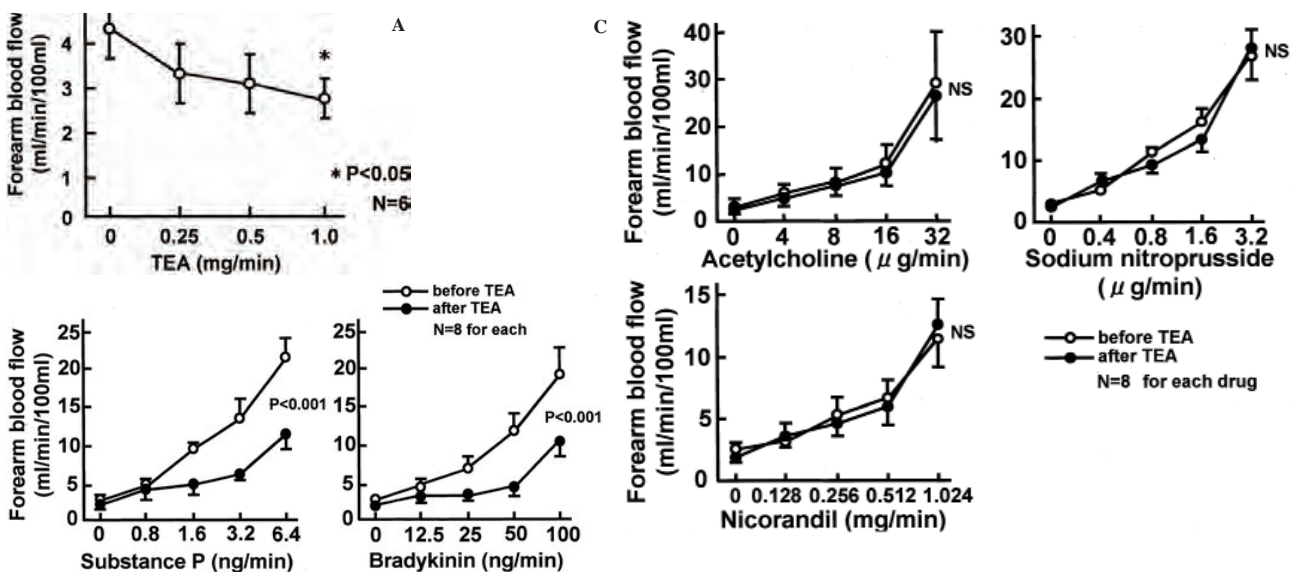 A
Forearm blood flow
(ml/min/100ml)
4
3
2
1
0
*
* P<0.05
N=6
0 0.25 0.5 1.0
TEA (mg/min)
before TEA
after TEA
N=8 for each
Forearm blood flow
(ml/min/100ml)
25
20
15
10
5
0
P<0.001
0 0.8 1.6 3.2 6.4
Substance P (ng/min)
25
20
15
10
5
0
P<0.001
0 12.5 25 50 100
Bradykinin (ng/min)
C
Forearm blood flow
(ml/min/100ml)
40
30
20
10
0
NS
0 4 8 16 32
Acetylcholine ( μ g/min)
30
20
10
0
NS
0 0.4 0.8 1.6 3.2
Sodium nitroprusside
( μ g/min)
Forearm blood flow
(ml/min/100ml)
15
10
5
0
NS
0 0.128 0.256 0.512 1.024
Nicorandil (mg/min)
before TEA
after TEA
N=8 for each drug